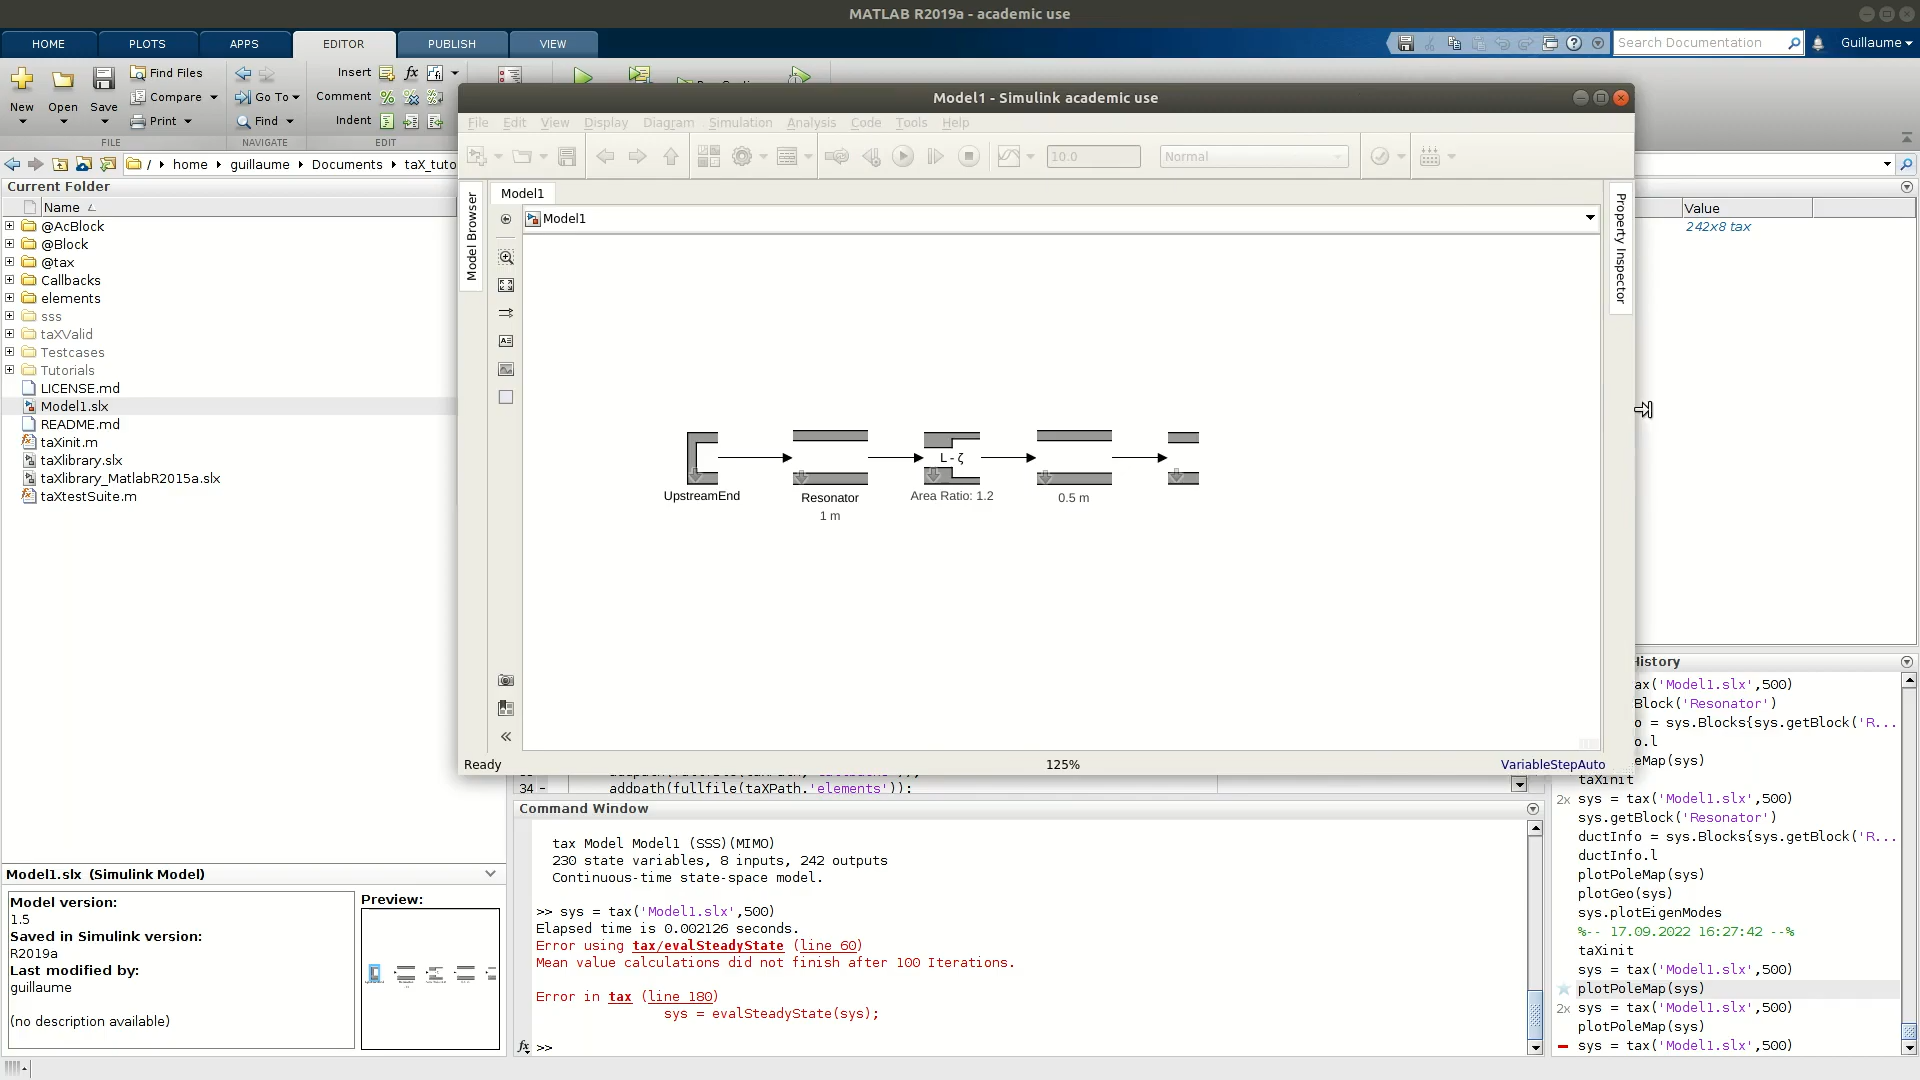 MATLAB R2019a - academic use
HOME PLOTS APPS EDITOR PUBLISH VIEW
Search Documentation
Guillaume
New Open Save
Find Files
Compare
Print
Go To
Find
Insert
Comment
Indent
FILE NAVIGATE EDIT
/ home guillaume Documents taX_tuto
Current Folder
Name
@AcBlock
@Block
@tax
Callbacks
elements
sss
taXValid
Testcases
Tutorials
LICENSE.md
Model1.slx
README.md
taXinit.m
taXlibrary.slx
taXlibrary_MatlabR2015a.slx
taXtestSuite.m
Model1.slx (Simulink Model)
Model version:
1.5
Saved in Simulink version:
R2019a
Last modified by:
guillaume
(no description available)
Preview:
Model1 - Simulink academic use
File Edit View Display Diagram Simulation Analysis Code Tools Help
10.0
Normal
Model Browser
Model1
Model1
Property Inspector
L - ζ
UpstreamEnd
Resonator
1 m
Area Ratio: 1.2
0.5 m
Ready
125%
VariableStepAuto
Value
242x8 tax
34 - addpath(fullfile(taXPath,'elements'));
Command Window
tax Model Model1 (SSS)(MIMO)
230 state variables, 8 inputs, 242 outputs
Continuous-time state-space model.
>> sys = tax('Model1.slx',500)
Elapsed time is 0.002126 seconds.
Error using tax/evalSteadyState (line 60)
Mean value calculations did not finish after 100 Iterations.
Error in tax (line 180)
sys = evalSteadyState(sys);
fx >>
History
ax('Model1.slx',500)
Block('Resonator')
o = sys.Blocks{sys.getBlock('R...
o.l
eMap(sys)
taXinit
2x sys = tax('Model1.slx',500)
sys.getBlock('Resonator')
ductInfo = sys.Blocks{sys.getBlock('R...
ductInfo.l
plotPoleMap(sys)
plotGeo(sys)
sys.plotEigenModes
%-- 17.09.2022 16:27:42 --%
taXinit
sys = tax('Model1.slx',500)
plotPoleMap(sys)
2x sys = tax('Model1.slx',500)
plotPoleMap(sys)
sys = tax('Model1.slx',500)